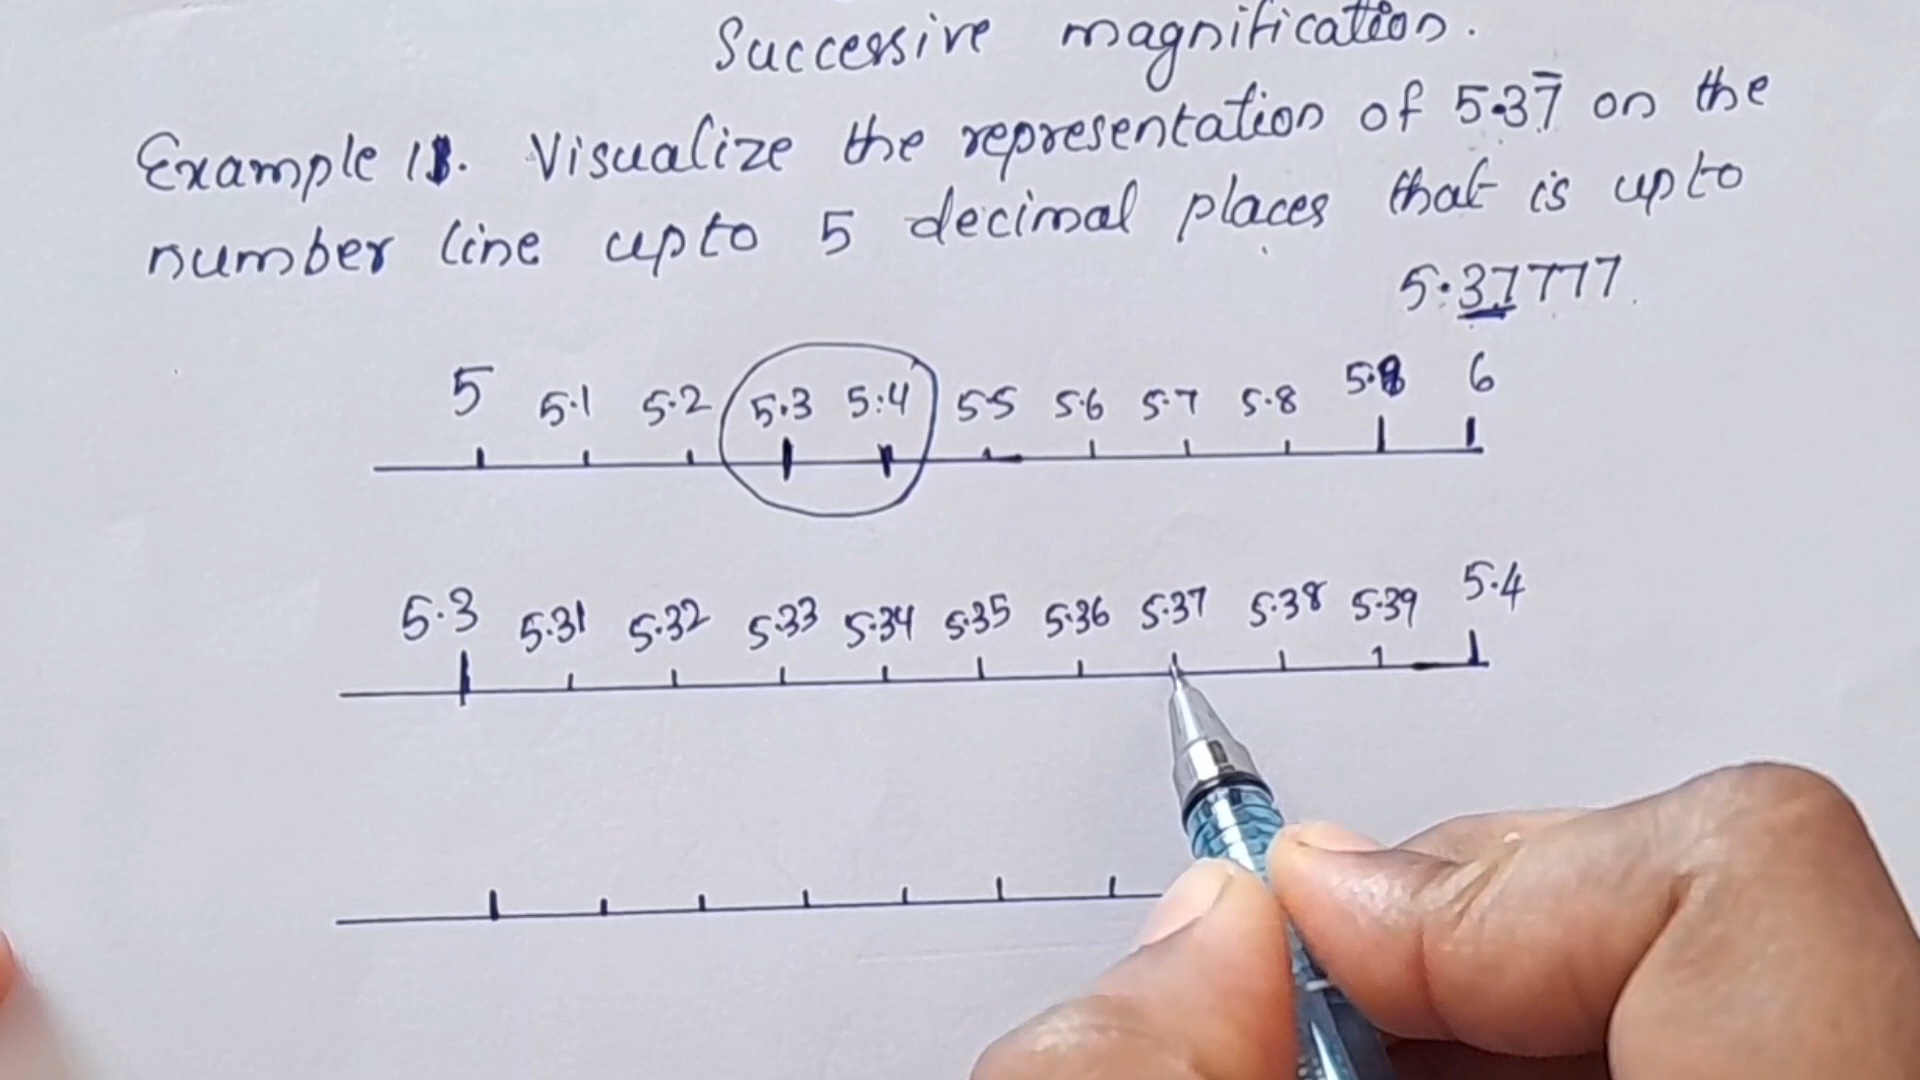 Successive magnification.
Example 11. Visualize the representation of 5.37̅ on the
number line upto 5 decimal places that is upto
5.37777.
5 5.1 5.2 5.3 5.4 5.5 5.6 5.7 5.8 5.9 6
5.3 5.31 5.32 5.33 5.34 5.35 5.36 5.37 5.38 5.39 5.4